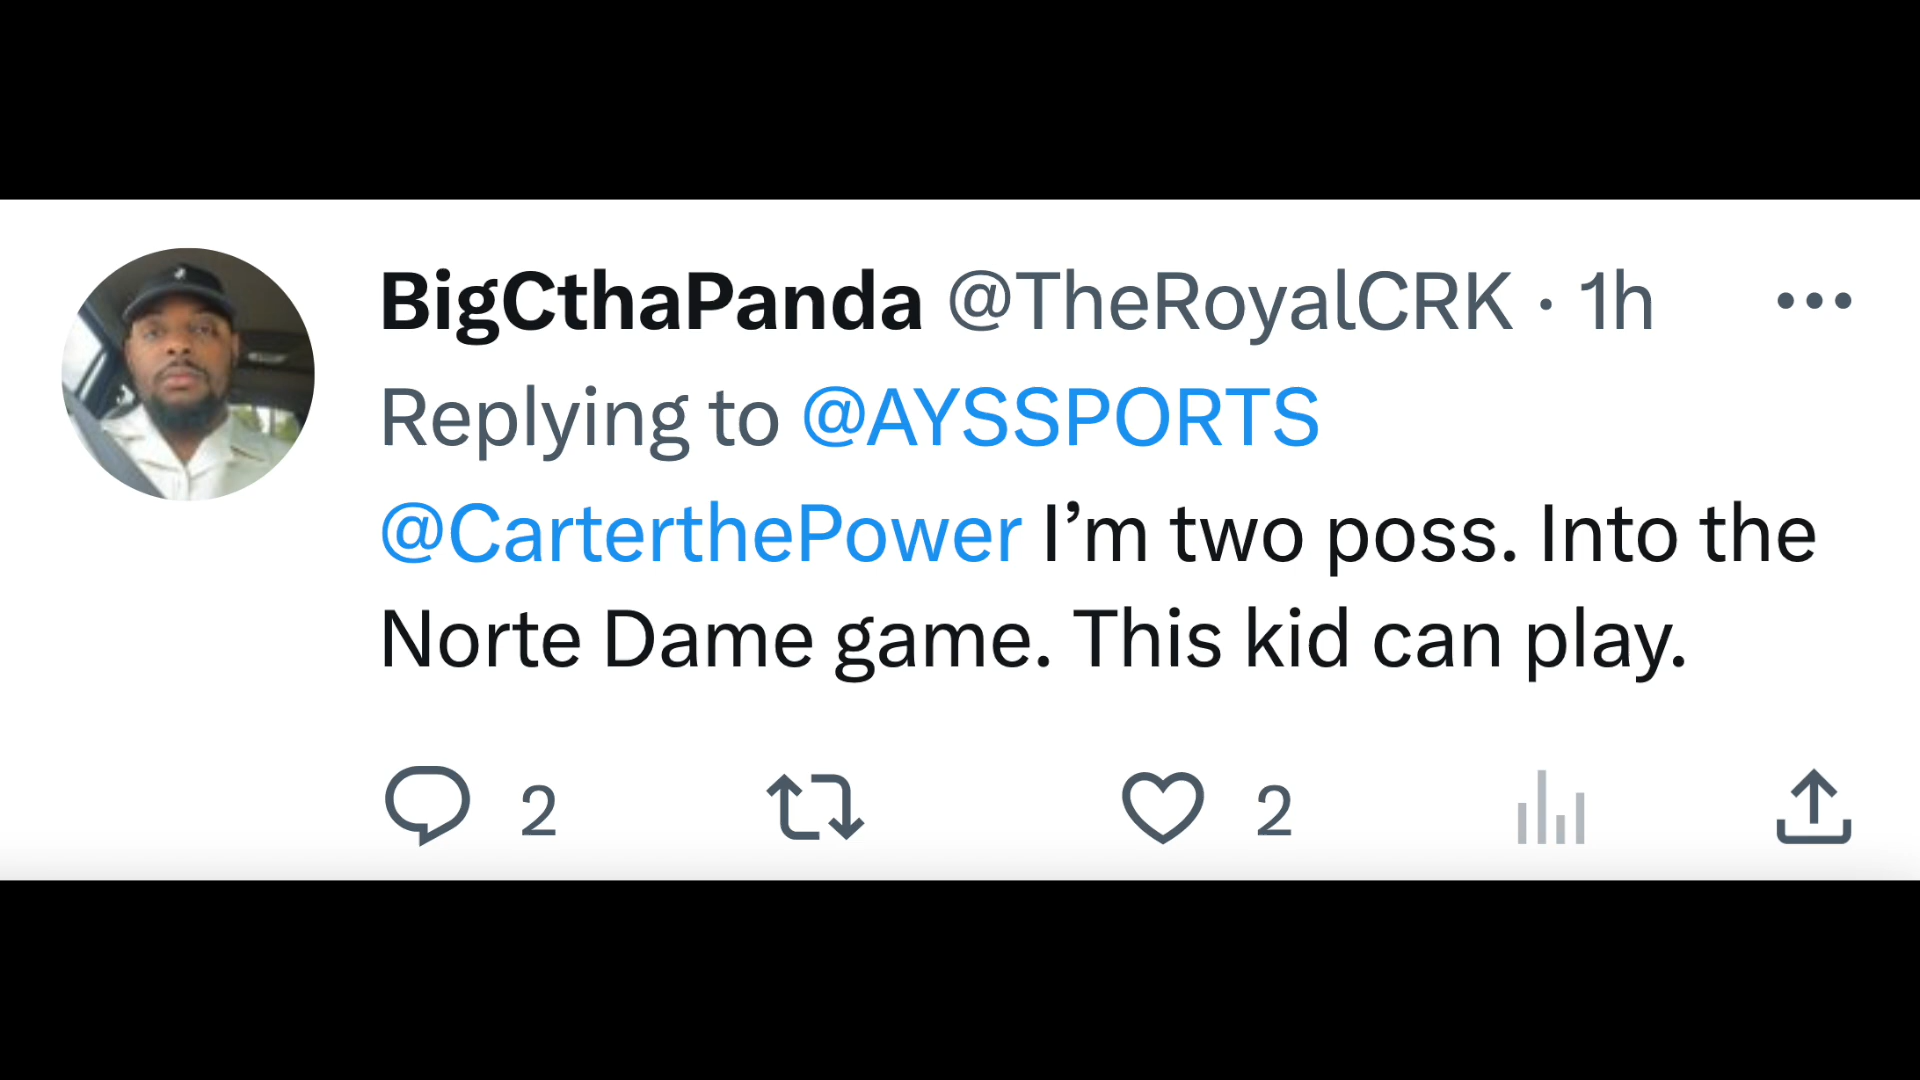 BigCthaPanda @TheRoyalCRK · 1h
Replying to @AYSSPORTS
@CarterthePower I’m two poss. Into the
Norte Dame game. This kid can play.
2 2